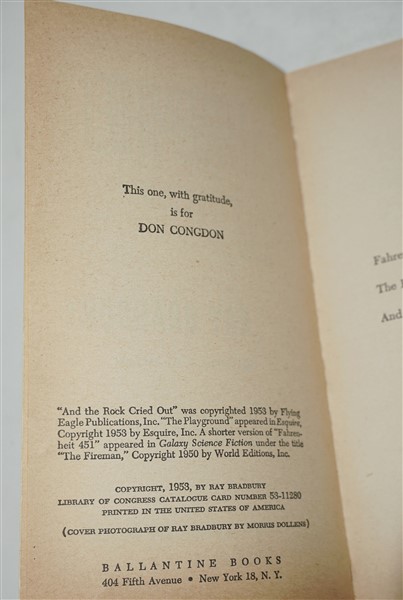 This one, with gratitude,
is for
DON CONGDON
"And the Rock Cried Out" was copyrighted 1953 by Flying
Eagle Publications, Inc. "The Playground" appeared in Esquire,
Copyright 1953 by Esquire, Inc. A shorter version of "Fahren-
heit 451" appeared in Galaxy Science Fiction under the title
"The Fireman," Copyright 1950 by World Editions, Inc.
COPYRIGHT, 1953, BY RAY BRADBURY
LIBRARY OF CONGRESS CATALOGUE CARD NUMBER 53-11280
PRINTED IN THE UNITED STATES OF AMERICA
(COVER PHOTOGRAPH OF RAY BRADBURY BY MORRIS DOLLENS)
BALLANTINE BOOKS
404 Fifth Avenue • New York 18, N. Y.
Fahre
The
And